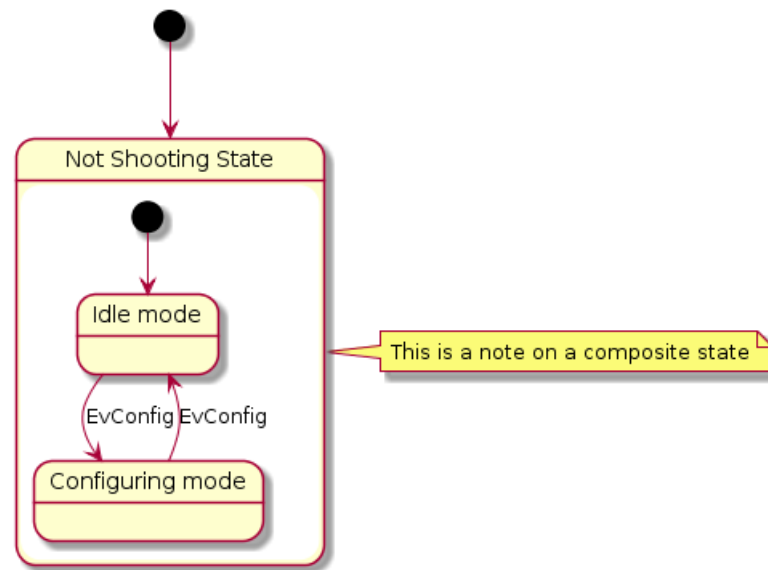 Not Shooting State
Idle mode
This is a note on a composite state
EvConfig EvConfig
Configuring mode